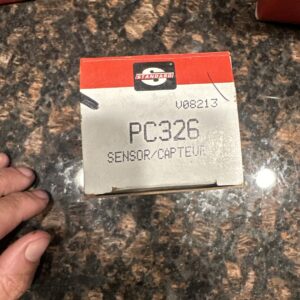 STANDARD
V08213
PC326
SENSOR/CAPTEUR